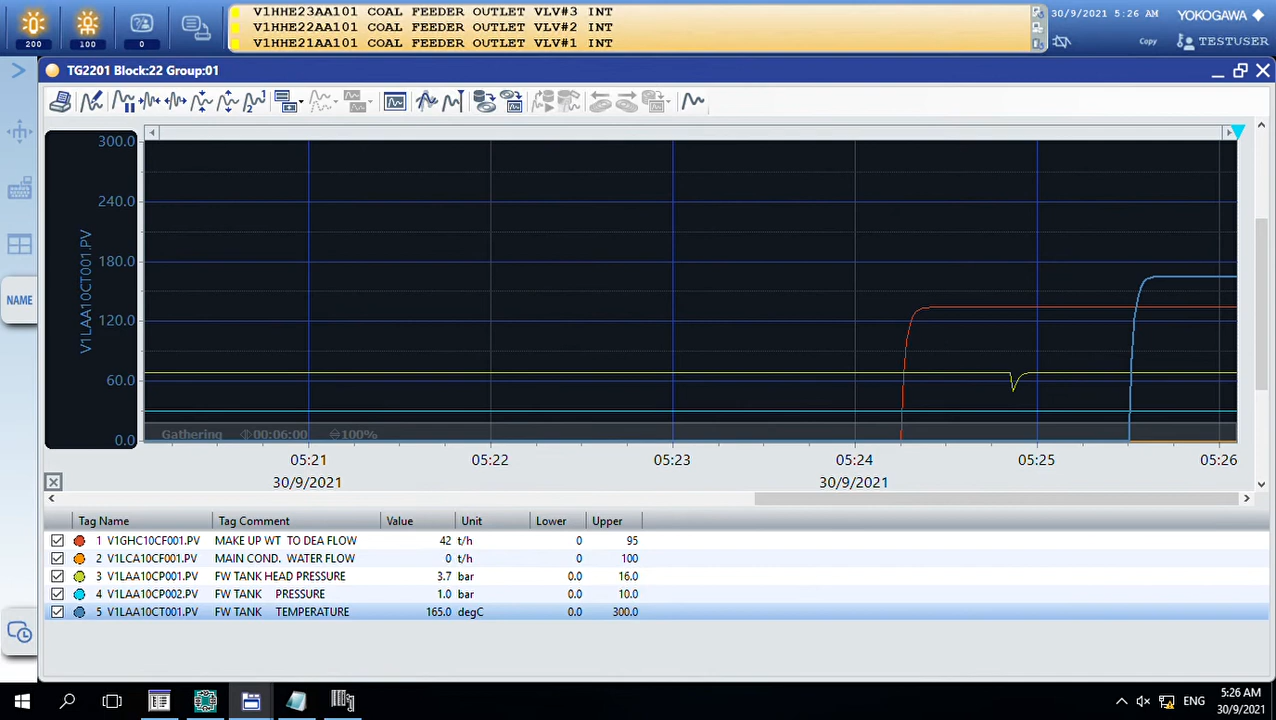 V1HHE23AA101 COAL FEEDER OUTLET VLV#3 INT
V1HHE22AA101 COAL FEEDER OUTLET VLV#2 INT
V1HHE21AA101 COAL FEEDER OUTLET VLV#1 INT
200
100
0
30/9/2021 5:26 AM
YOKOGAWA
Copy
TESTUSER
TG2201 Block:22 Group:01
NAME
V1LAA10CT001.PV
300.0
240.0
180.0
120.0
60.0
0.0
Gathering 00:06:00 100%
05:21 05:22 05:23 05:24 05:25 05:26
30/9/2021 30/9/2021
Tag Name Tag Comment Value Unit Lower Upper
1 V1GHC10CF001.PV MAKE UP WT TO DEA FLOW 42 t/h 0 95
2 V1LCA10CF001.PV MAIN COND. WATER FLOW 0 t/h 0 100
3 V1LAA10CP001.PV FW TANK HEAD PRESSURE 3.7 bar 0.0 16.0
4 V1LAA10CP002.PV FW TANK PRESSURE 1.0 bar 0.0 10.0
5 V1LAA10CT001.PV FW TANK TEMPERATURE 165.0 degC 0.0 300.0
ENG
5:26 AM
30/9/2021